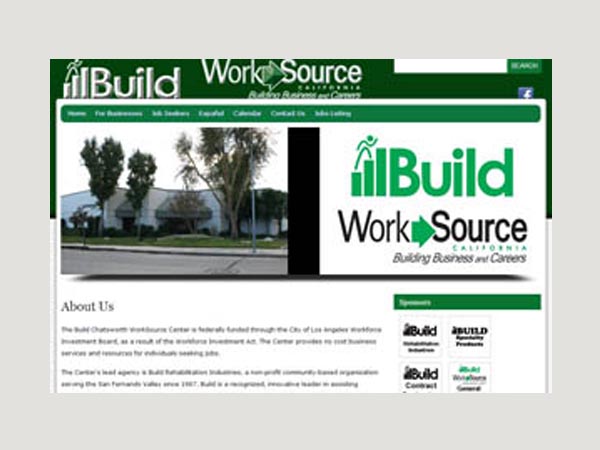 Build
Work Source
CALIFORNIA
Building Business and Careers
SEARCH
f
Home For Businesses Job Seekers Español Calendar Contact Us Jobs Listing
Build
Work Source
CALIFORNIA
Building Business and Careers
About Us
Sponsors
The Build Chatsworth WorkSource Center is federally funded through the City of Los Angeles Workforce
Investment Board, as a result of the Workforce Investment Act. The Center provides no cost business
services and resources for individuals seeking jobs.
The Center's lead agency is Build Rehabilitation Industries, a non-profit community-based organization
serving the San Fernando Valley since 1967. Build is a recognized, innovative leader in assisting
Build
Rehabilitation
Industries
BUILD
Specialty
Products
Build
Contract
Build
WorkSource
General